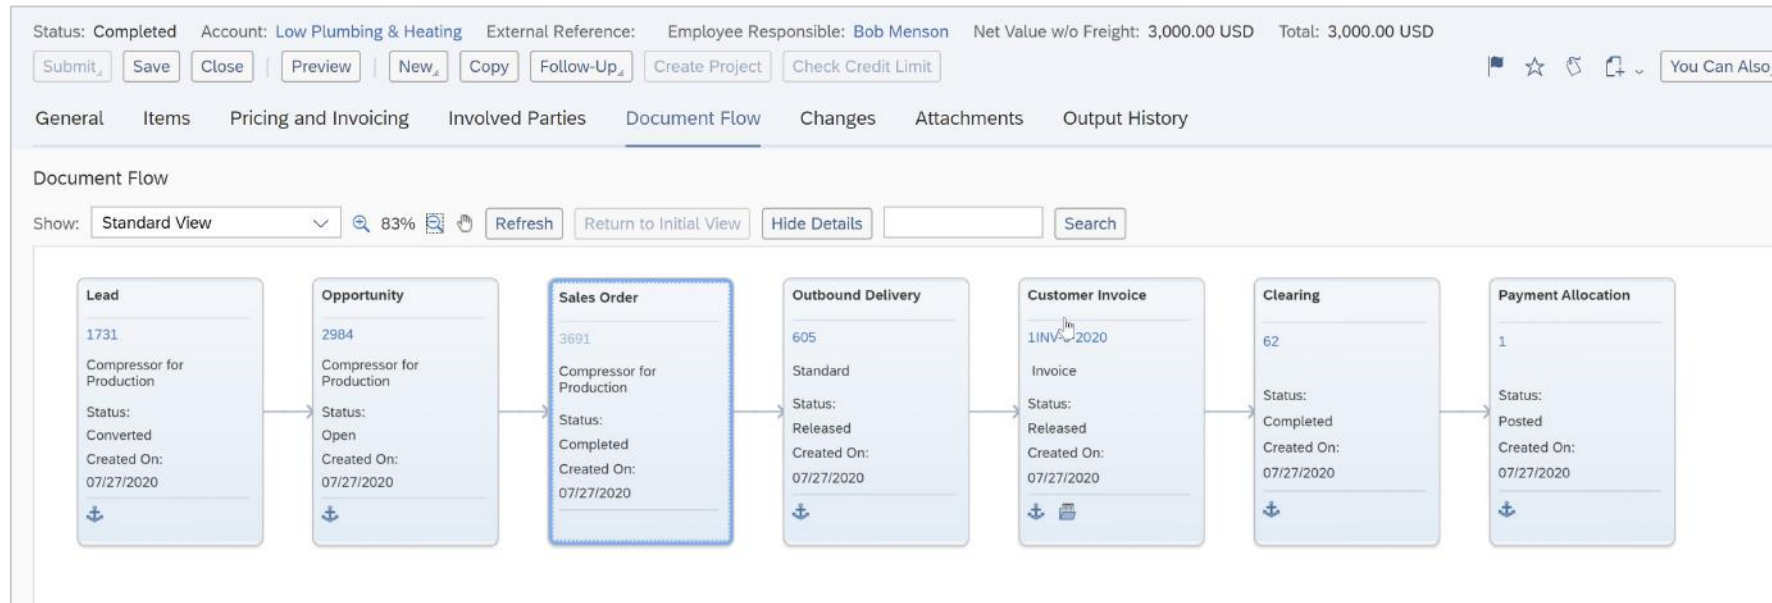 Status: Completed Account: Low Plumbing & Heating External Reference: Employee Responsible: Bob Menson Net Value w/o Freight: 3,000.00 USD Total: 3,000.00 USD
Submit Save Close Preview New Copy Follow-Up Create Project Check Credit Limit You Can Also
General Items Pricing and Invoicing Involved Parties Document Flow Changes Attachments Output History
Document Flow
Show: Standard View 83% Refresh Return to Initial View Hide Details Search
Lead
1731
Compressor for
Production
Status:
Converted
Created On:
07/27/2020
Opportunity
2984
Compressor for
Production
Status:
Open
Created On:
07/27/2020
Sales Order
3691
Compressor for
Production
Status:
Completed
Created On:
07/27/2020
Outbound Delivery
605
Standard
Status:
Released
Created On:
07/27/2020
Customer Invoice
2020
Invoice
Status:
Released
Created On:
07/27/2020
Clearing
62
Status:
Completed
Created On:
07/27/2020
Payment Allocation
1
Status:
Posted
Created On:
07/27/2020